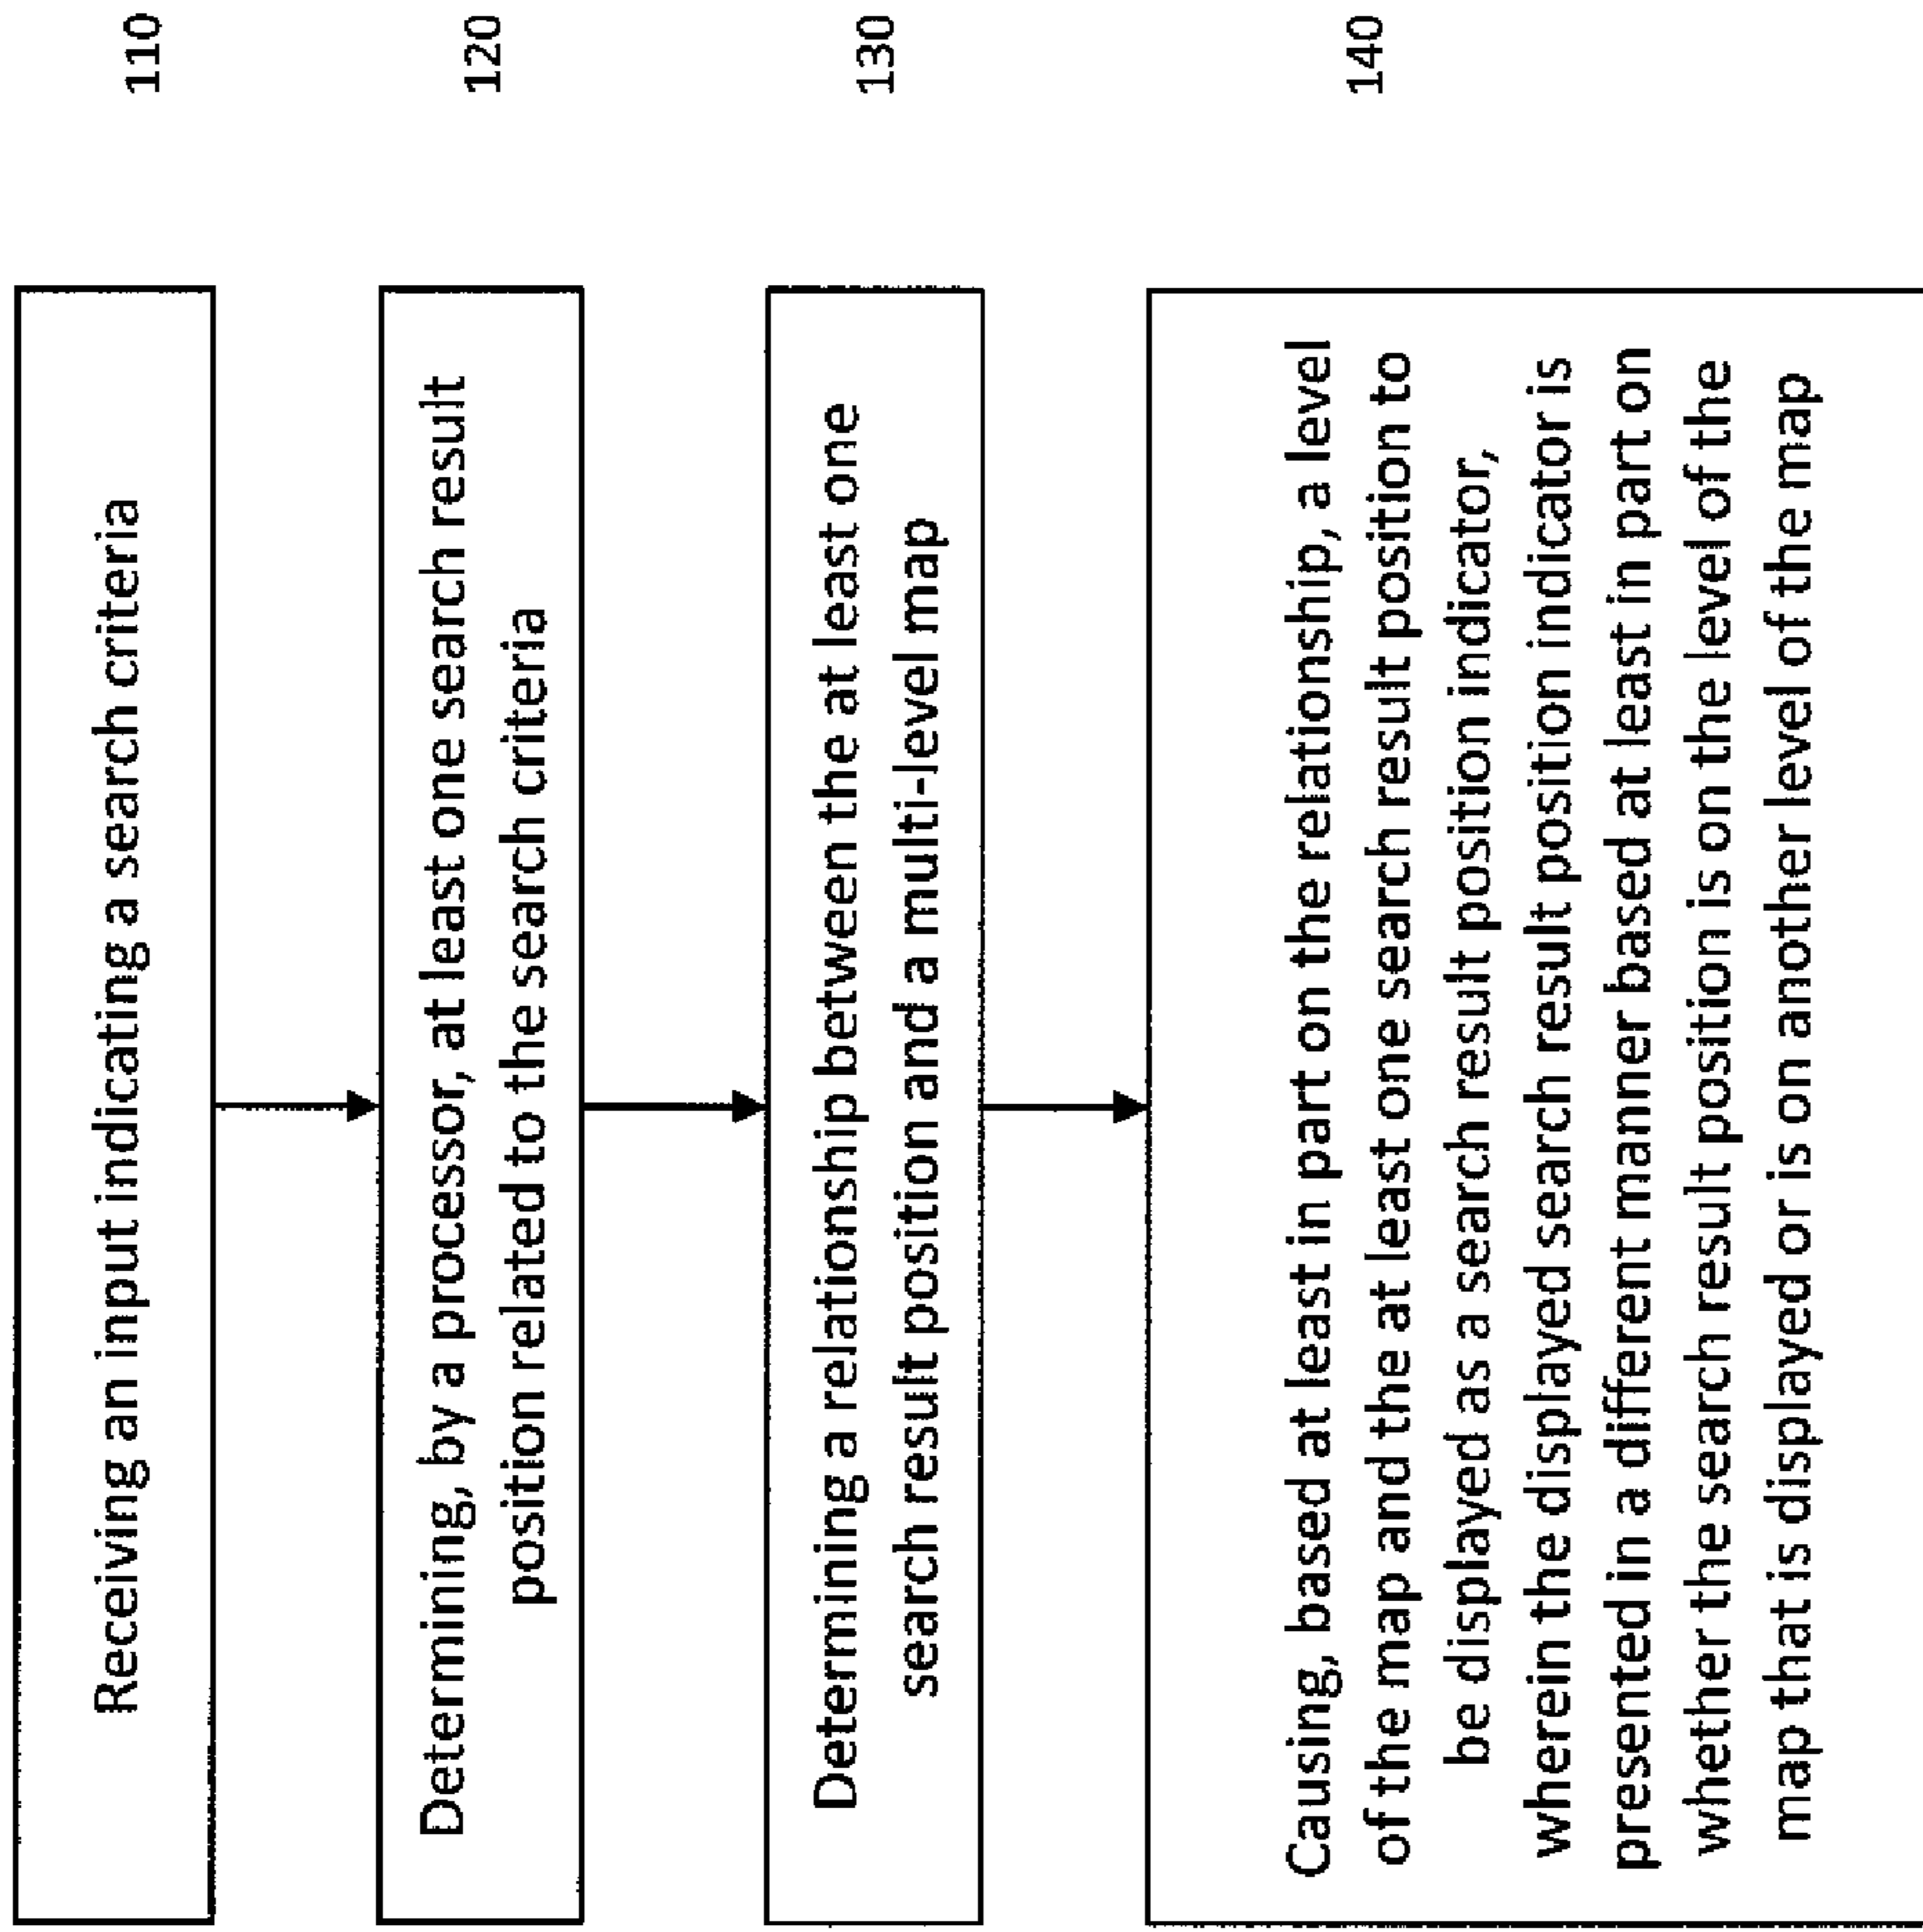 Receiving an input indicating a search criteria
110
Determining, by a processor, at least one search result
position related to the search criteria
120
Determining a relationship between the at least one
search result position and a multi-level map
130
Causing, based at least in part on the relationship, a level
of the map and the at least one search result position to
be displayed as a search result position indicator,
wherein the displayed search result position indicator is
presented in a different manner based at least in part on
whether the search result position is on the level of the
map that is displayed or is on another level of the map
140